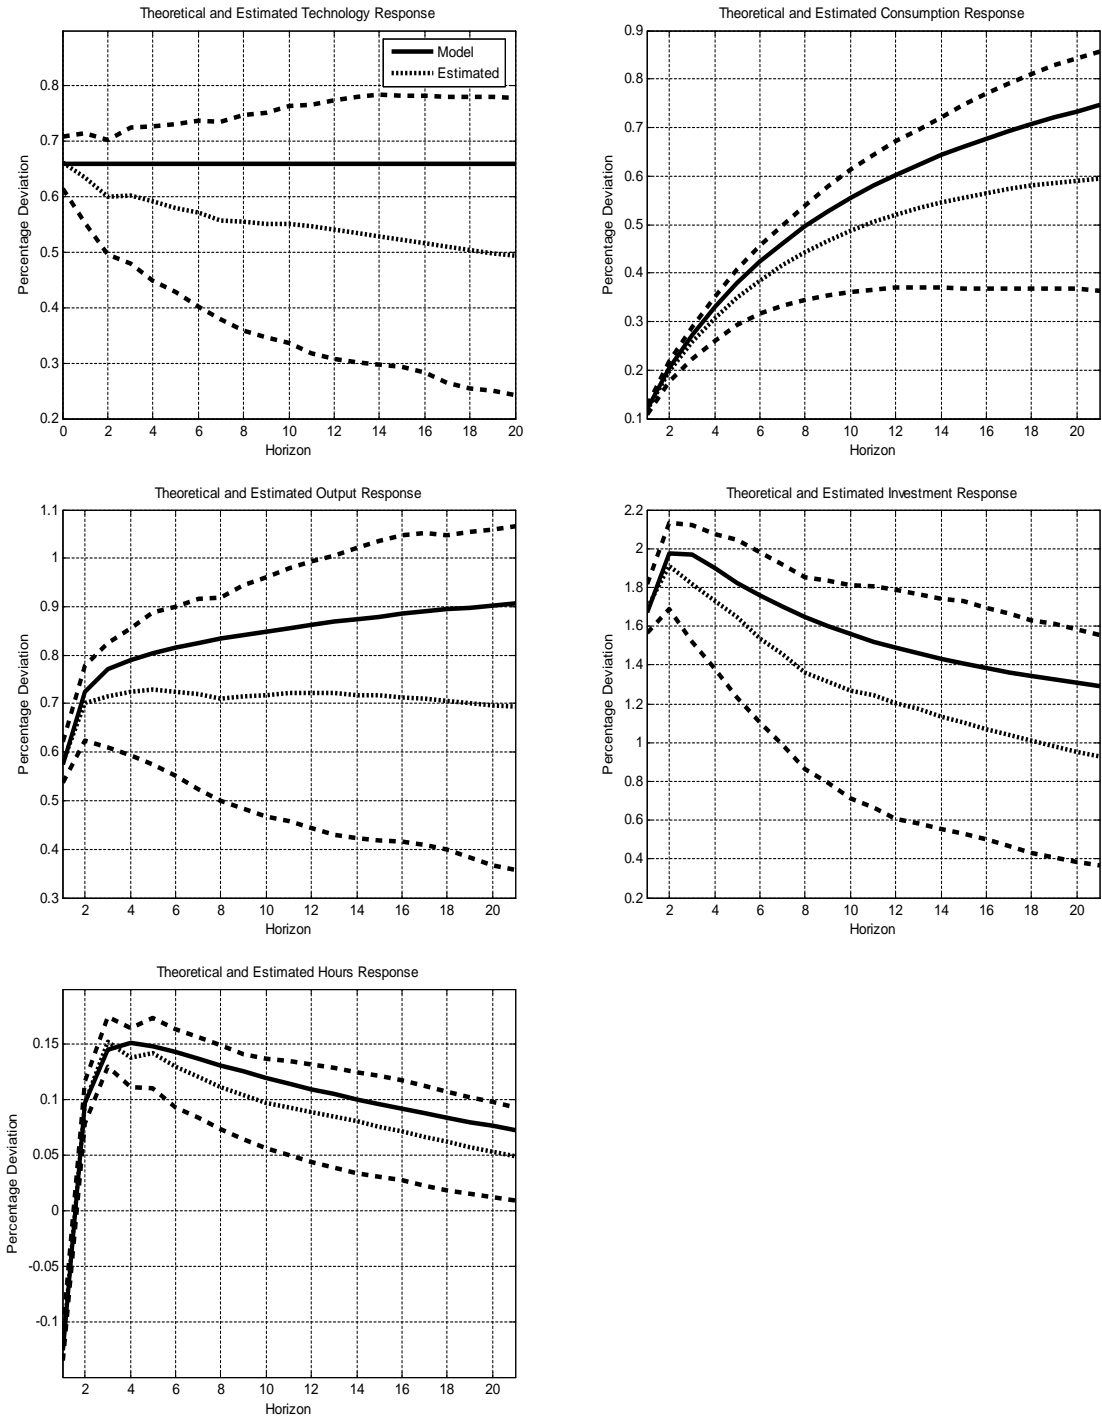 Theoretical and Estimated Technology Response
Model
Estimated
Percentage Deviation
0.8
0.7
0.6
0.5
0.4
0.3
0.2
0 2 4 6 8 10 12 14 16 18 20
Horizon
Theoretical and Estimated Consumption Response
Percentage Deviation
0.9
0.8
0.7
0.6
0.5
0.4
0.3
0.2
0.1
2 4 6 8 10 12 14 16 18 20
Horizon
Theoretical and Estimated Output Response
Percentage Deviation
1.1
1
0.9
0.8
0.7
0.6
0.5
0.4
0.3
2 4 6 8 10 12 14 16 18 20
Horizon
Theoretical and Estimated Investment Response
Percentage Deviation
2.2
2
1.8
1.6
1.4
1.2
1
0.8
0.6
0.4
0.2
2 4 6 8 10 12 14 16 18 20
Horizon
Theoretical and Estimated Hours Response
Percentage Deviation
0.15
0.1
0.05
0
-0.05
-0.1
2 4 6 8 10 12 14 16 18 20
Horizon